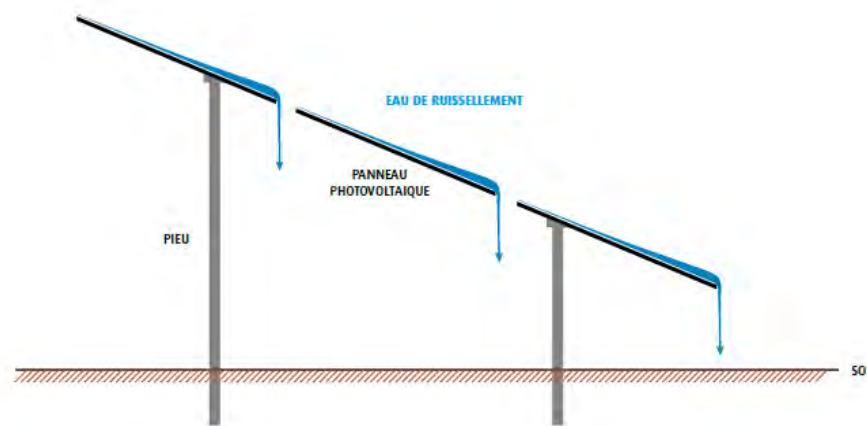 EAU DE RUISSELLEMENT
PANNEAU
PHOTOVOLTAIQUE
PIEU
SO